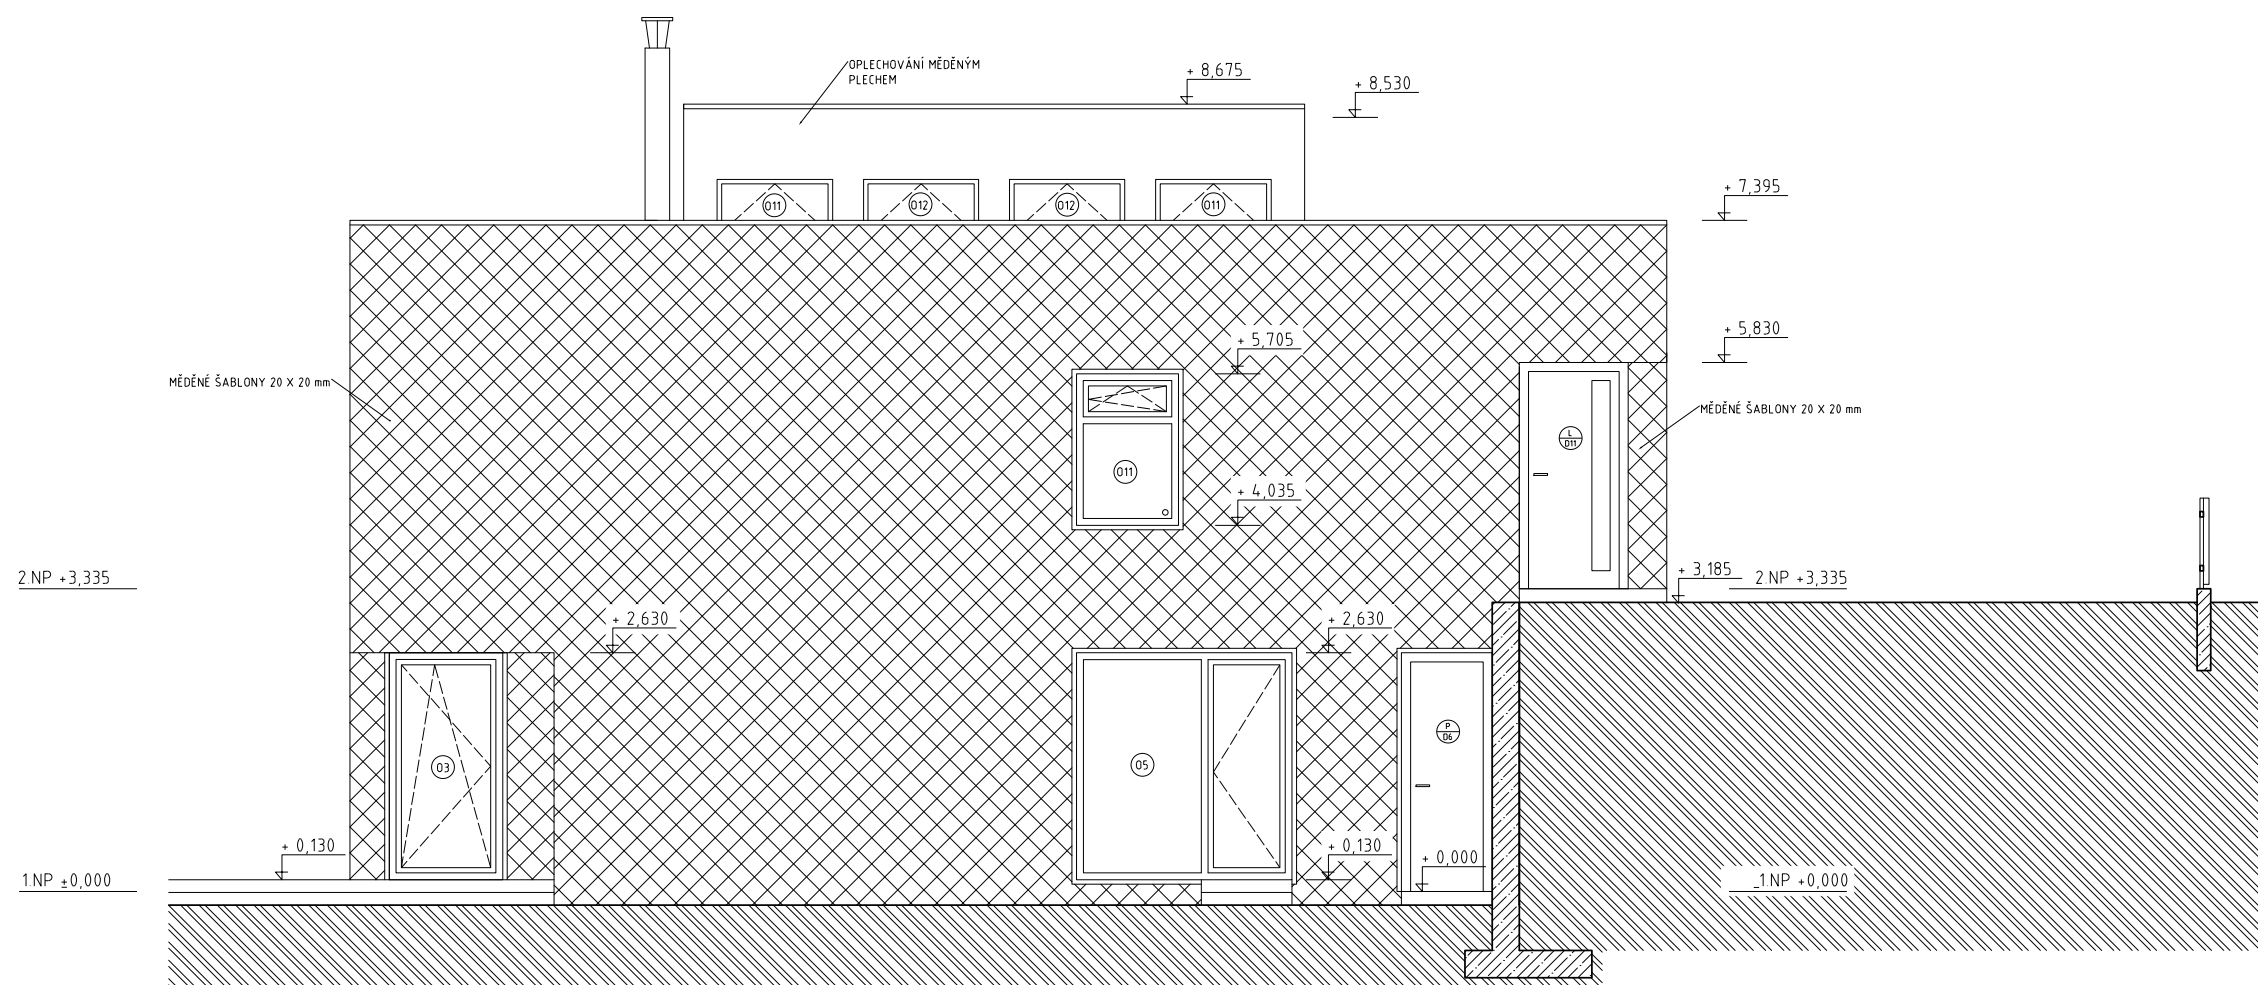 OPLECHOVÁNÍ MĚDĚNÝM
PLECHEM
+ 8,675
+ 8,530
+ 7,395
O11
O12
O12
O11
+ 5,830
+ 5,705
MĚDĚNÉ ŠABLONY 20 X 20 mm
MĚDĚNÉ ŠABLONY 20 X 20 mm
L
D11
O11
+ 4,035
2.NP +3,335
+ 3,185
2.NP +3,335
+ 2,630
+ 2,630
P
D6
O3
O5
+ 0,130
+ 0,130
+ 0,000
1.NP ±0,000
_1.NP +0,000